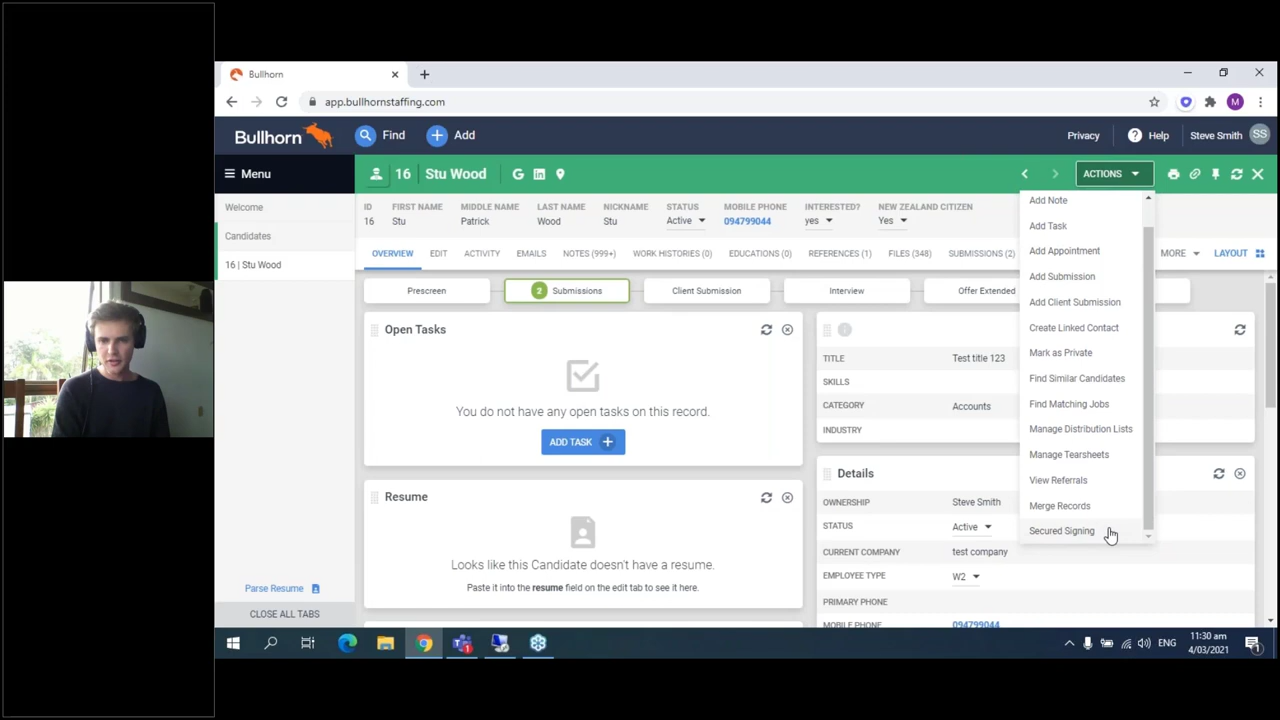 Bullhorn
app.bullhornstaffing.com
Bullhorn
Find
Add
Privacy
Help
Steve Smith
SS
M
Menu
16
Stu Wood
ACTIONS
Welcome
Candidates
16 | Stu Wood
Parse Resume
CLOSE ALL TABS
ID
FIRST NAME
MIDDLE NAME
LAST NAME
NICKNAME
STATUS
MOBILE PHONE
INTERESTED?
NEW ZEALAND CITIZEN
16
Stu
Patrick
Wood
Stu
Active
094799044
yes
Yes
OVERVIEW
EDIT
ACTIVITY
EMAILS
NOTES (999+)
WORK HISTORIES (0)
EDUCATIONS (0)
REFERENCES (1)
FILES (348)
SUBMISSIONS (2)
MORE
LAYOUT
Prescreen
2 Submissions
Client Submission
Interview
Offer Extended
Open Tasks
You do not have any open tasks on this record.
ADD TASK
Resume
Looks like this Candidate doesn't have a resume.
Paste it into the resume field on the edit tab to see it here.
TITLE
Test title 123
SKILLS
CATEGORY
Accounts
INDUSTRY
Details
OWNERSHIP
Steve Smith
STATUS
Active
CURRENT COMPANY
test company
EMPLOYEE TYPE
W2
PRIMARY PHONE
MOBILE PHONE
094799044
Add Note
Add Task
Add Appointment
Add Submission
Add Client Submission
Create Linked Contact
Mark as Private
Find Similar Candidates
Find Matching Jobs
Manage Distribution Lists
Manage Tearsheets
View Referrals
Merge Records
Secured Signing
ENG
11:30 am
4/03/2021